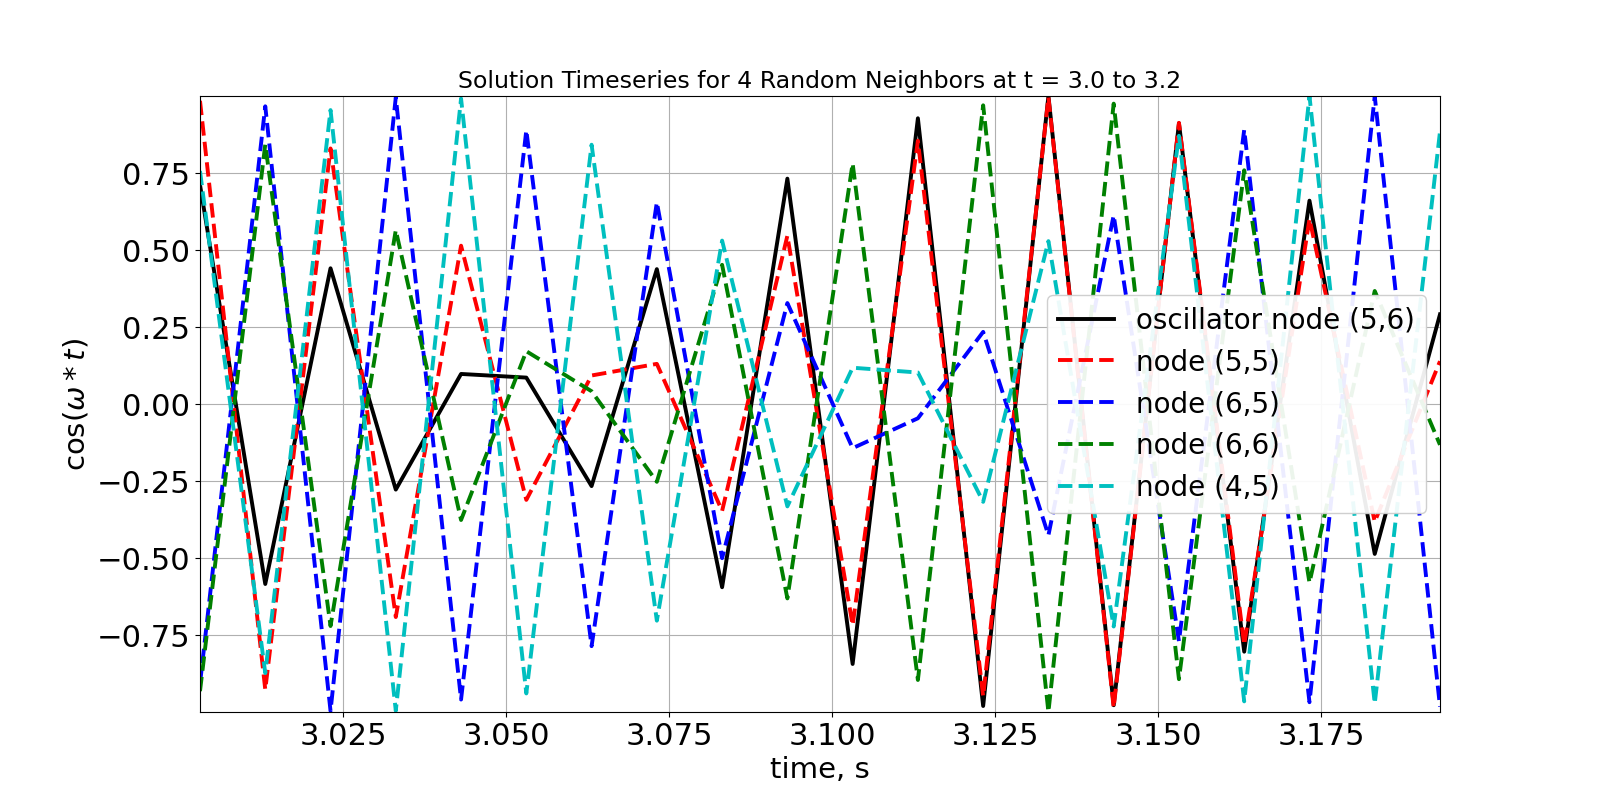 Solution Timeseries for 4 Random Neighbors at t = 3.0 to 3.2
cos(ω * t)
0.75
0.50
0.25
0.00
−0.25
−0.50
−0.75
oscillator node (5,6)
node (5,5)
node (6,5)
node (6,6)
node (4,5)
3.025 3.050 3.075 3.100 3.125 3.150 3.175
time, s